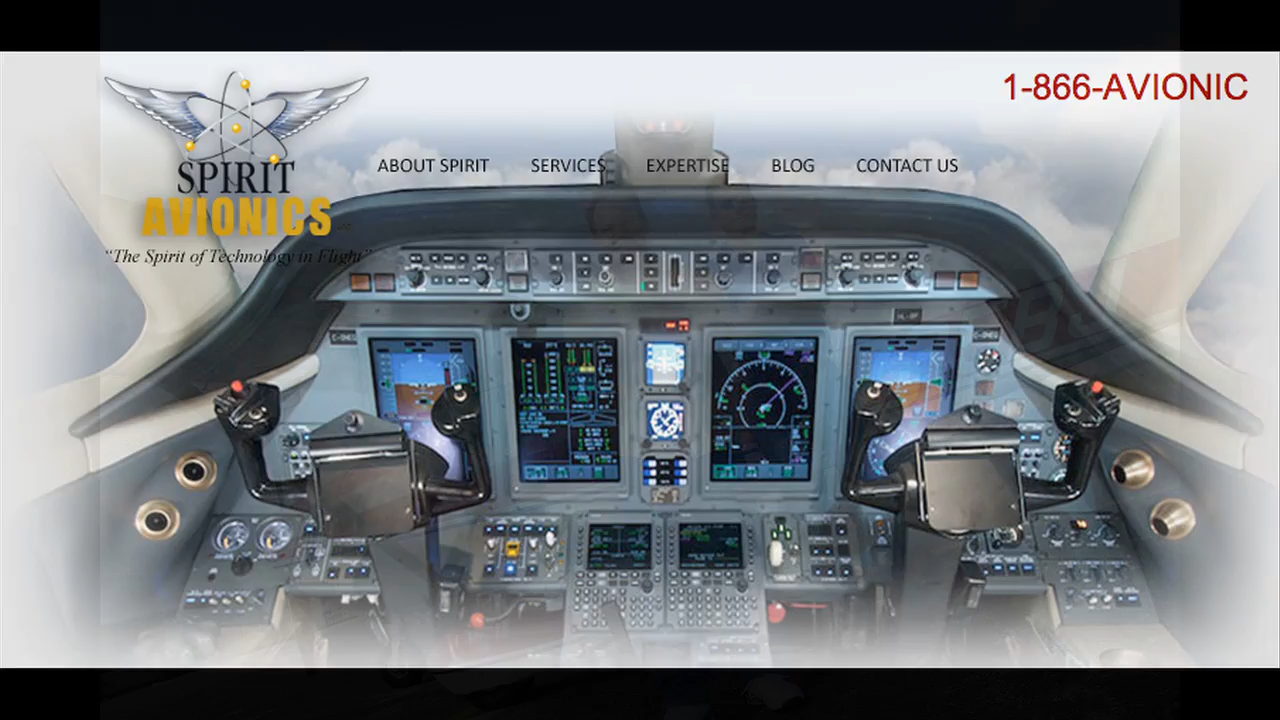 1-866-AVIONIC
ABOUT SPIRIT SERVICES EXPERTISE BLOG CONTACT US
SPIRIT
AVIONICS
"The Spirit of Technology in Flight"